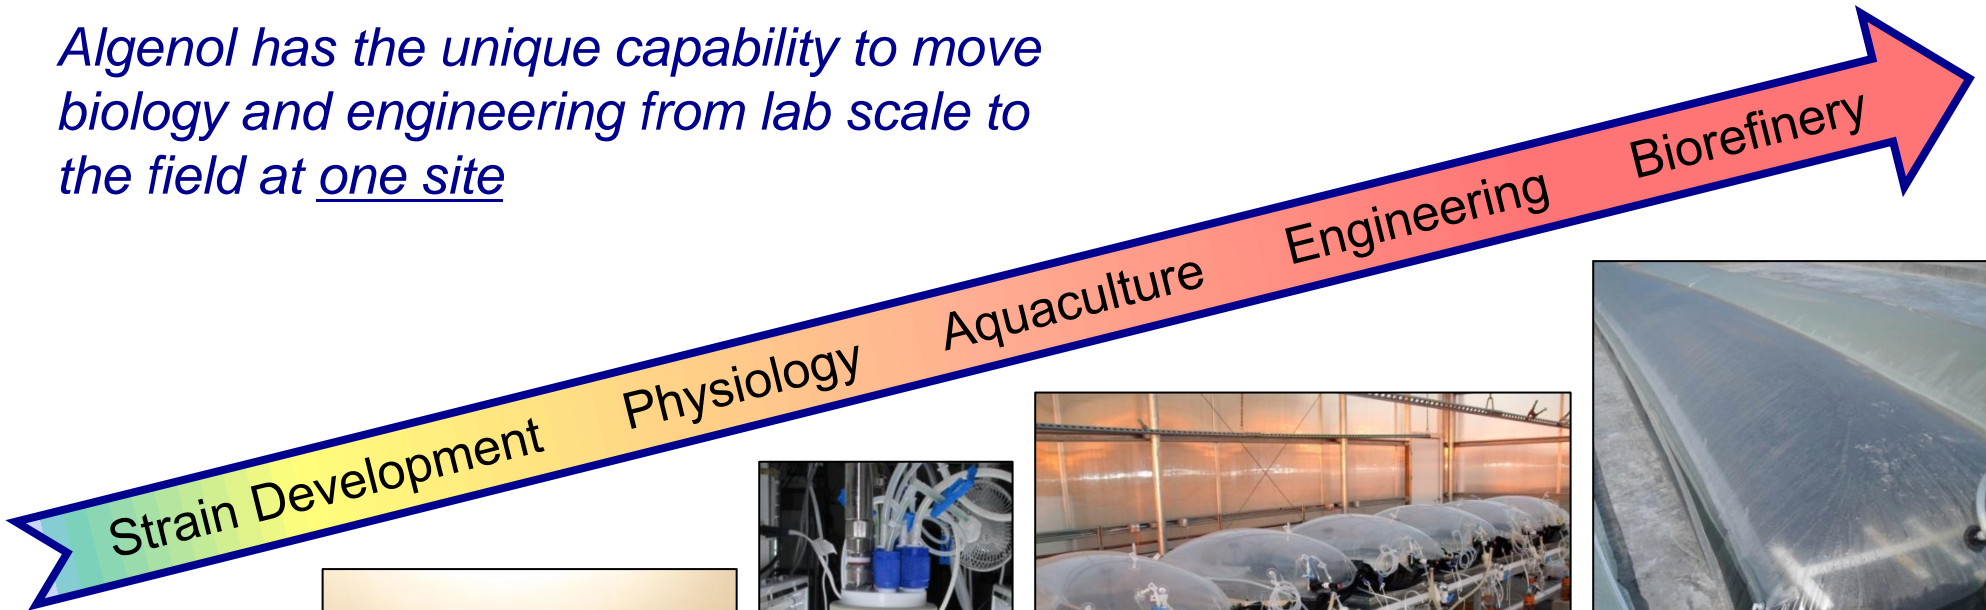 Algenol has the unique capability to move
biology and engineering from lab scale to
the field at one site
Strain Development Physiology Aquaculture Engineering Biorefinery